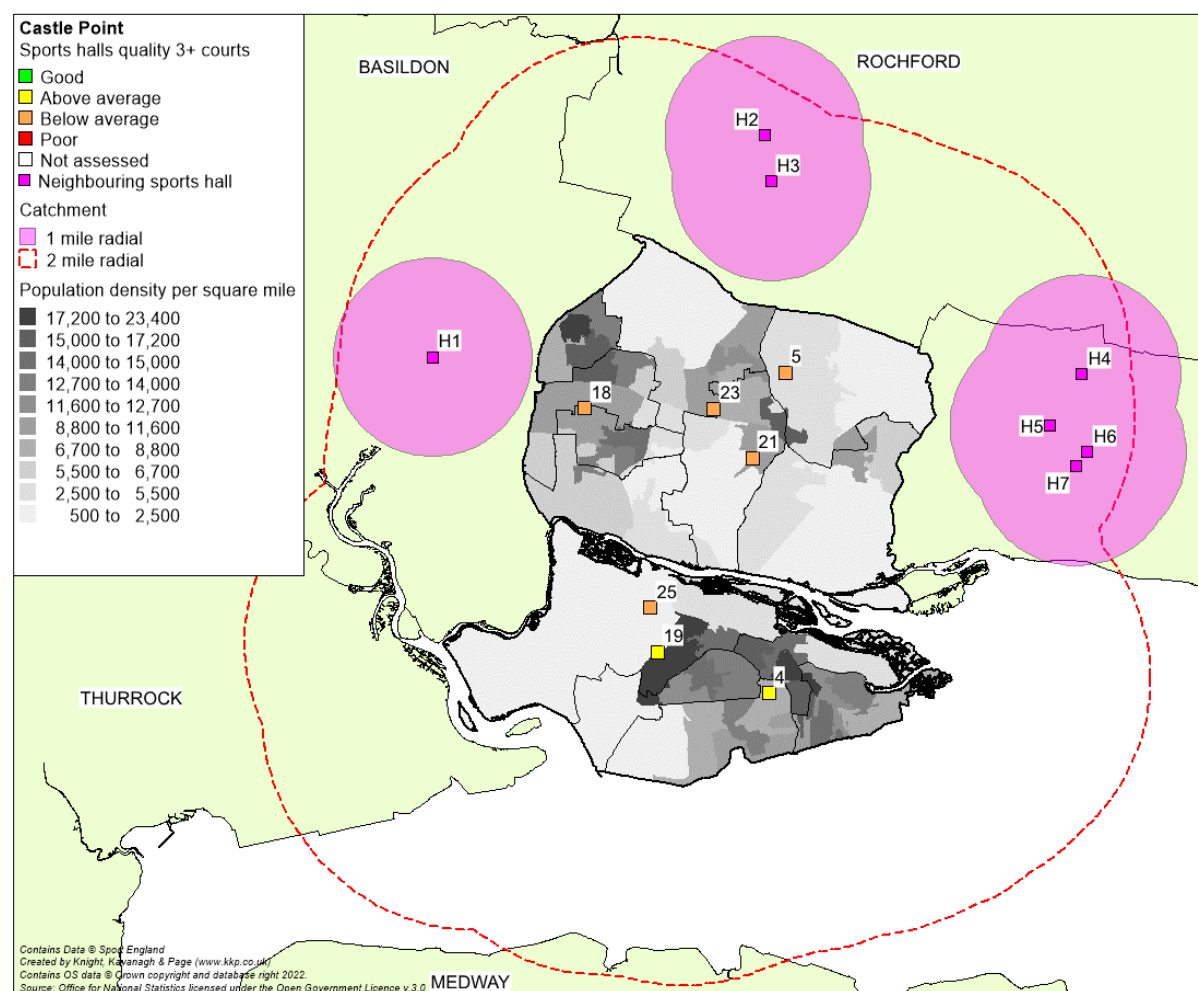 Castle Point
Sports halls quality 3+ courts
Good
Above average
Below average
Poor
Not assessed
Neighbouring sports hall
Catchment
1 mile radial
2 mile radial
Population density per square mile
17,200 to 23,400
15,000 to 17,200
14,000 to 15,000
12,700 to 14,000
11,600 to 12,700
8,800 to 11,600
6,700 to 8,800
5,500 to 6,700
2,500 to 5,500
500 to 2,500
BASILDON
ROCHFORD
H2
H3
H1
H4
5
18
23
H5
H6
21
H7
25
19
4
THURROCK
MEDWAY
Contains Data © Sport England
Created by Knight, Kavanagh & Page (www.kkp.co.uk)
Contains OS data © Crown copyright and database right 2022.
Source: Office for National Statistics licensed under the Open Government Licence v.3.0